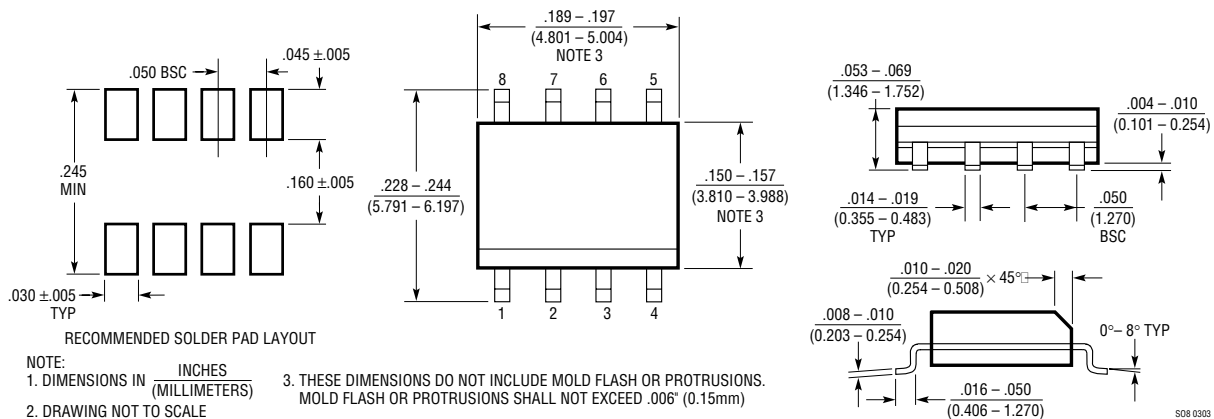 .050 BSC
.045 ±.005
.245
MIN
.160 ±.005
.030 ±.005
TYP
RECOMMENDED SOLDER PAD LAYOUT
.189 – .197
(4.801 – 5.004)
NOTE 3
8 7 6 5
.228 – .244
(5.791 – 6.197)
.150 – .157
(3.810 – 3.988)
NOTE 3
1 2 3 4
.053 – .069
(1.346 – 1.752)
.004 – .010
(0.101 – 0.254)
.014 – .019
(0.355 – 0.483)
TYP
.050
(1.270)
BSC
.010 – .020
(0.254 – 0.508)
× 45°
.008 – .010
(0.203 – 0.254)
0°– 8° TYP
.016 – .050
(0.406 – 1.270)
NOTE:
1. DIMENSIONS IN
INCHES
(MILLIMETERS)
2. DRAWING NOT TO SCALE
3. THESE DIMENSIONS DO NOT INCLUDE MOLD FLASH OR PROTRUSIONS.
MOLD FLASH OR PROTRUSIONS SHALL NOT EXCEED .006" (0.15mm)
SO8 0303